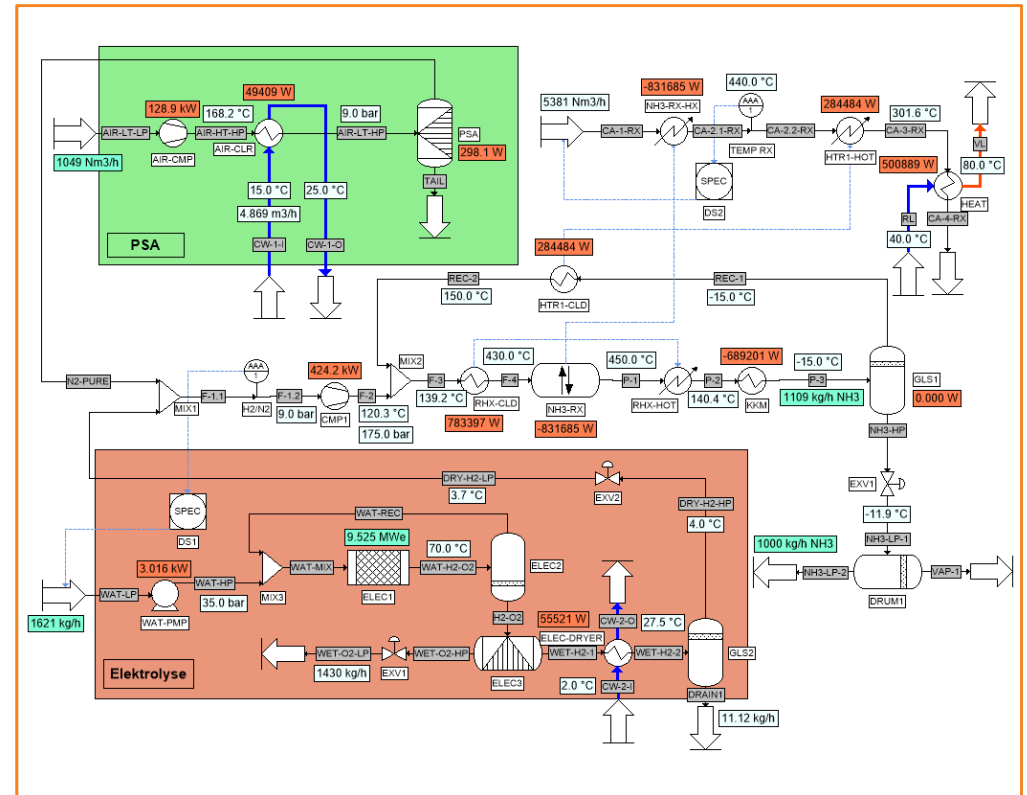 128.9 kW
168.2 °C
49409 W
9.0 bar
AIR-LT-LP
AIR-HT-HP
AIR-LT-HP
PSA
AIR-CMP
AIR-CLR
298.1 W
1049 Nm3/h
15.0 °C
25.0 °C
TAIL
4.869 m3/h
PSA
CW-1-I
CW-1-O
-831685 W
440.0 °C
5381 Nm3/h
NH3-RX-HX
AAA
1
284484 W
301.6 °C
CA-1-RX
CA-2.1-RX
CA-2.2-RX
CA-3-RX
TEMP RX
HTR1-HOT
VL
500889 W
80.0 °C
SPEC
DS2
HEAT
RL
CA-4-RX
40.0 °C
284484 W
REC-2
REC-1
150.0 °C
HTR1-CLD
-15.0 °C
N2-PURE
AAA
1
424.2 kW
MIX2
430.0 °C
450.0 °C
-689201 W
-15.0 °C
F-1.1
F-1.2
F-2
F-3
F-4
P-1
P-2
P-3
GLS1
MIX1
H2/N2
9.0 bar
CMP1
120.3 °C
139.2 °C
RHX-CLD
NH3-RX
RHX-HOT
140.4 °C
KKM
1109 kg/h NH3
0.000 W
175.0 bar
783397 W
-831685 W
NH3-HP
EXV1
-11.9 °C
1000 kg/h NH3
NH3-LP-1
NH3-LP-2
VAP-1
DRUM1
DRY-H2-LP
3.7 °C
EXV2
DRY-H2-HP
4.0 °C
SPEC
DS1
WAT-REC
9.525 MWe
70.0 °C
ELEC2
3.016 kW
WAT-MIX
WAT-H2-O2
WAT-HP
WAT-LP
MIX3
ELEC1
35.0 bar
1621 kg/h
WAT-PMP
H2-O2
55521 W
CW-2-O
27.5 °C
ELEC-DRYER
WET-O2-LP
WET-O2-HP
WET-H2-1
WET-H2-2
GLS2
1430 kg/h
EXV1
ELEC3
Elektrolyse
2.0 °C
CW-2-I
DRAIN1
11.12 kg/h